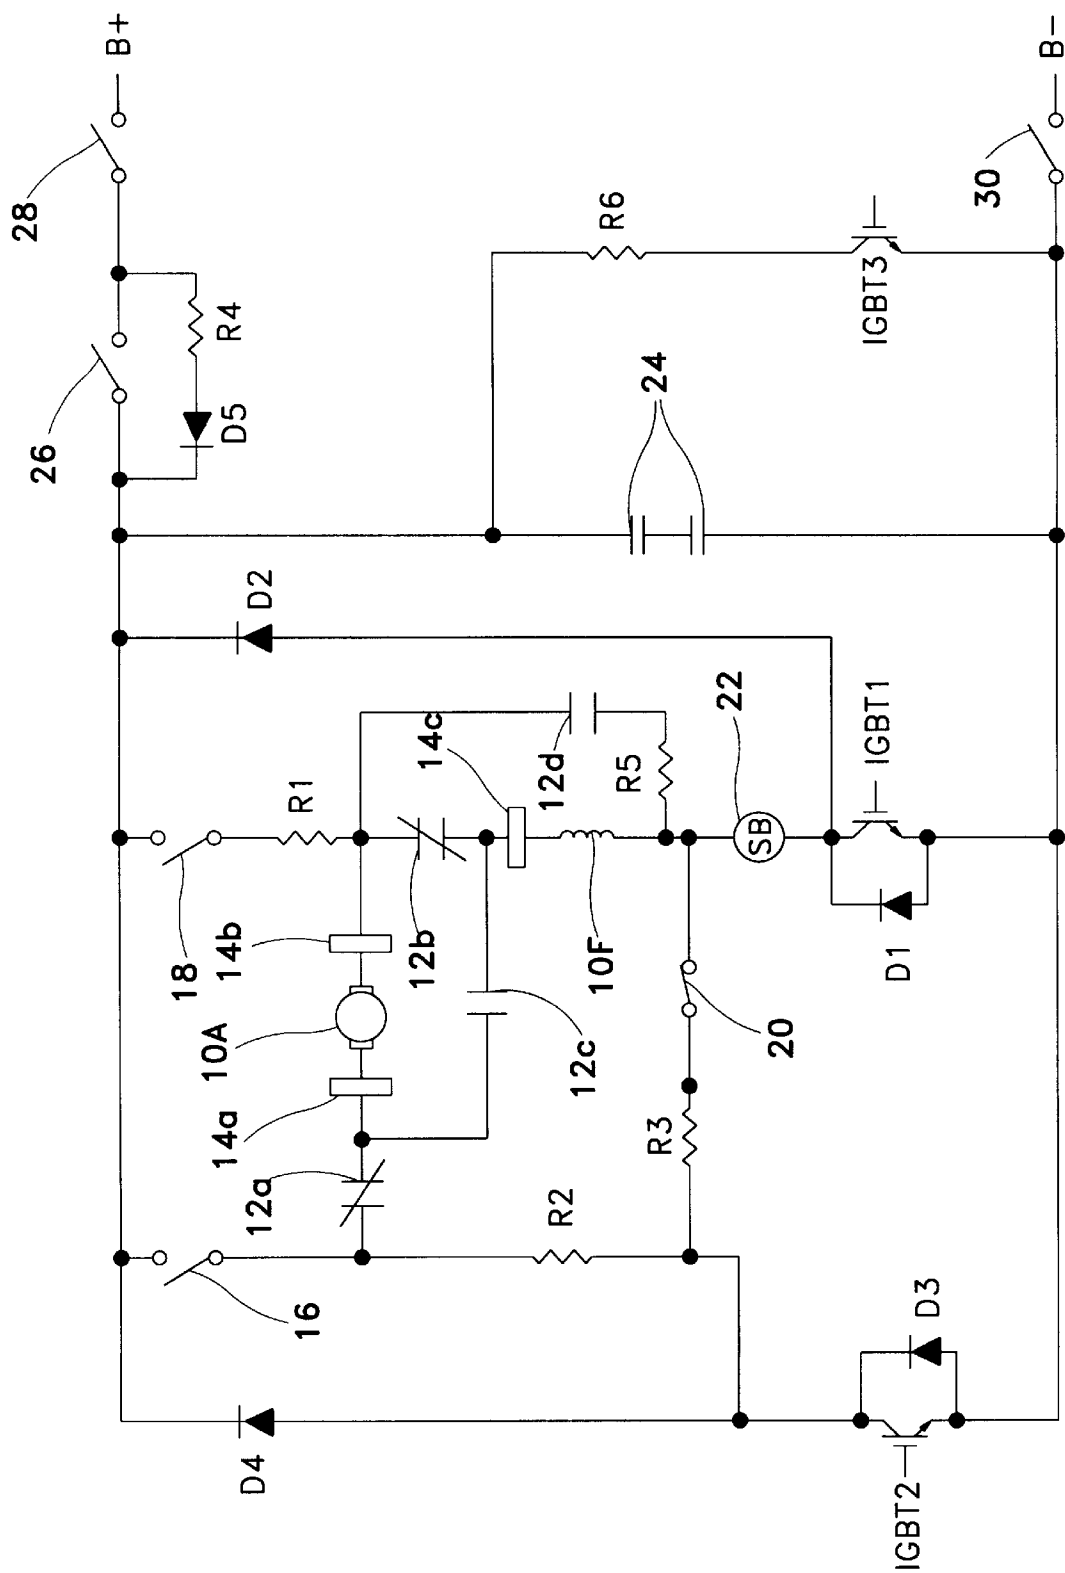 B+
28
26
R4
D5
R6
IGBT3
30
B-
24
D2
22
IGBT1
SB
D1
14c
12d
R5
R1
18
14b
12b
10F
10A
14a
12c
20
R3
12a
R2
16
D4
D3
IGBT2